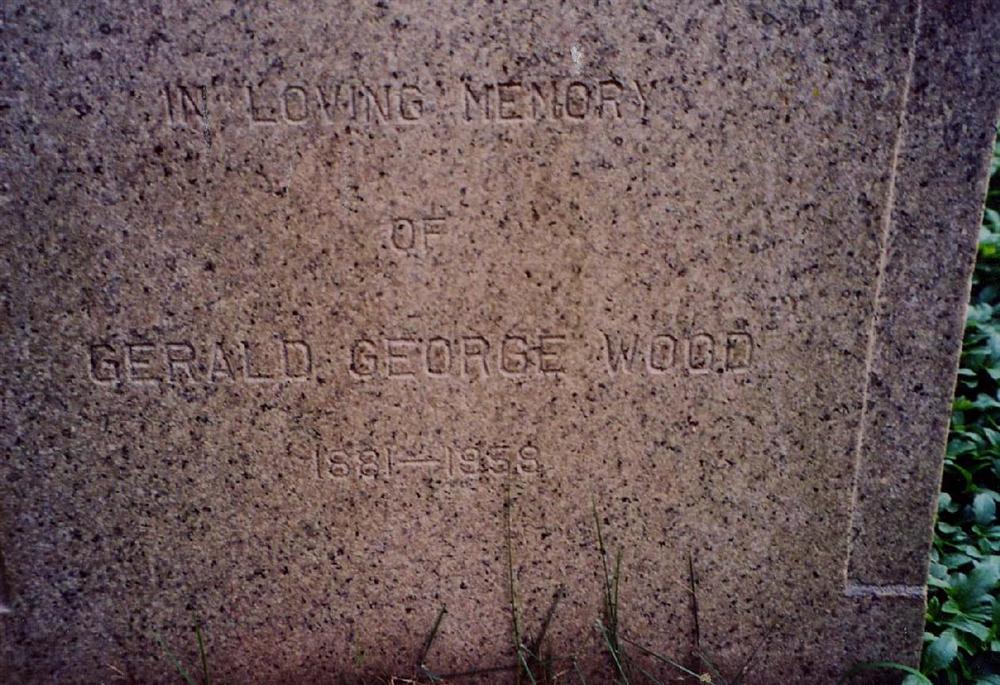 IN LOVING MEMORY
OF
GERALD GEORGE WOOD
1881–1958